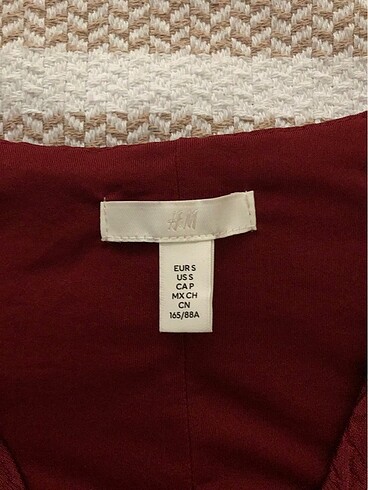 H&M
EUR S
US S
CA P
MX CH
CN
165/88A